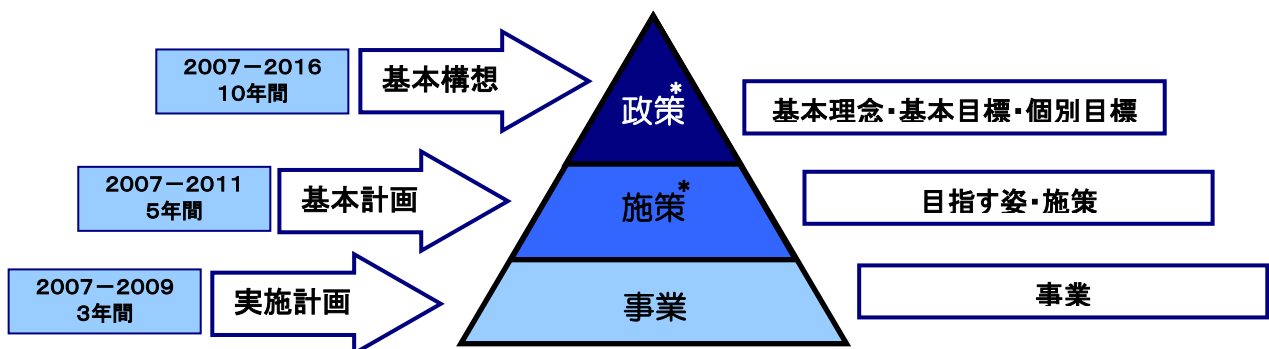 2007－2016
10年間
基本構想
政策*
基本理念・基本目標・個別目標
2007－2011
5年間
基本計画
施策*
目指す姿・施策
2007－2009
3年間
実施計画
事業
事業